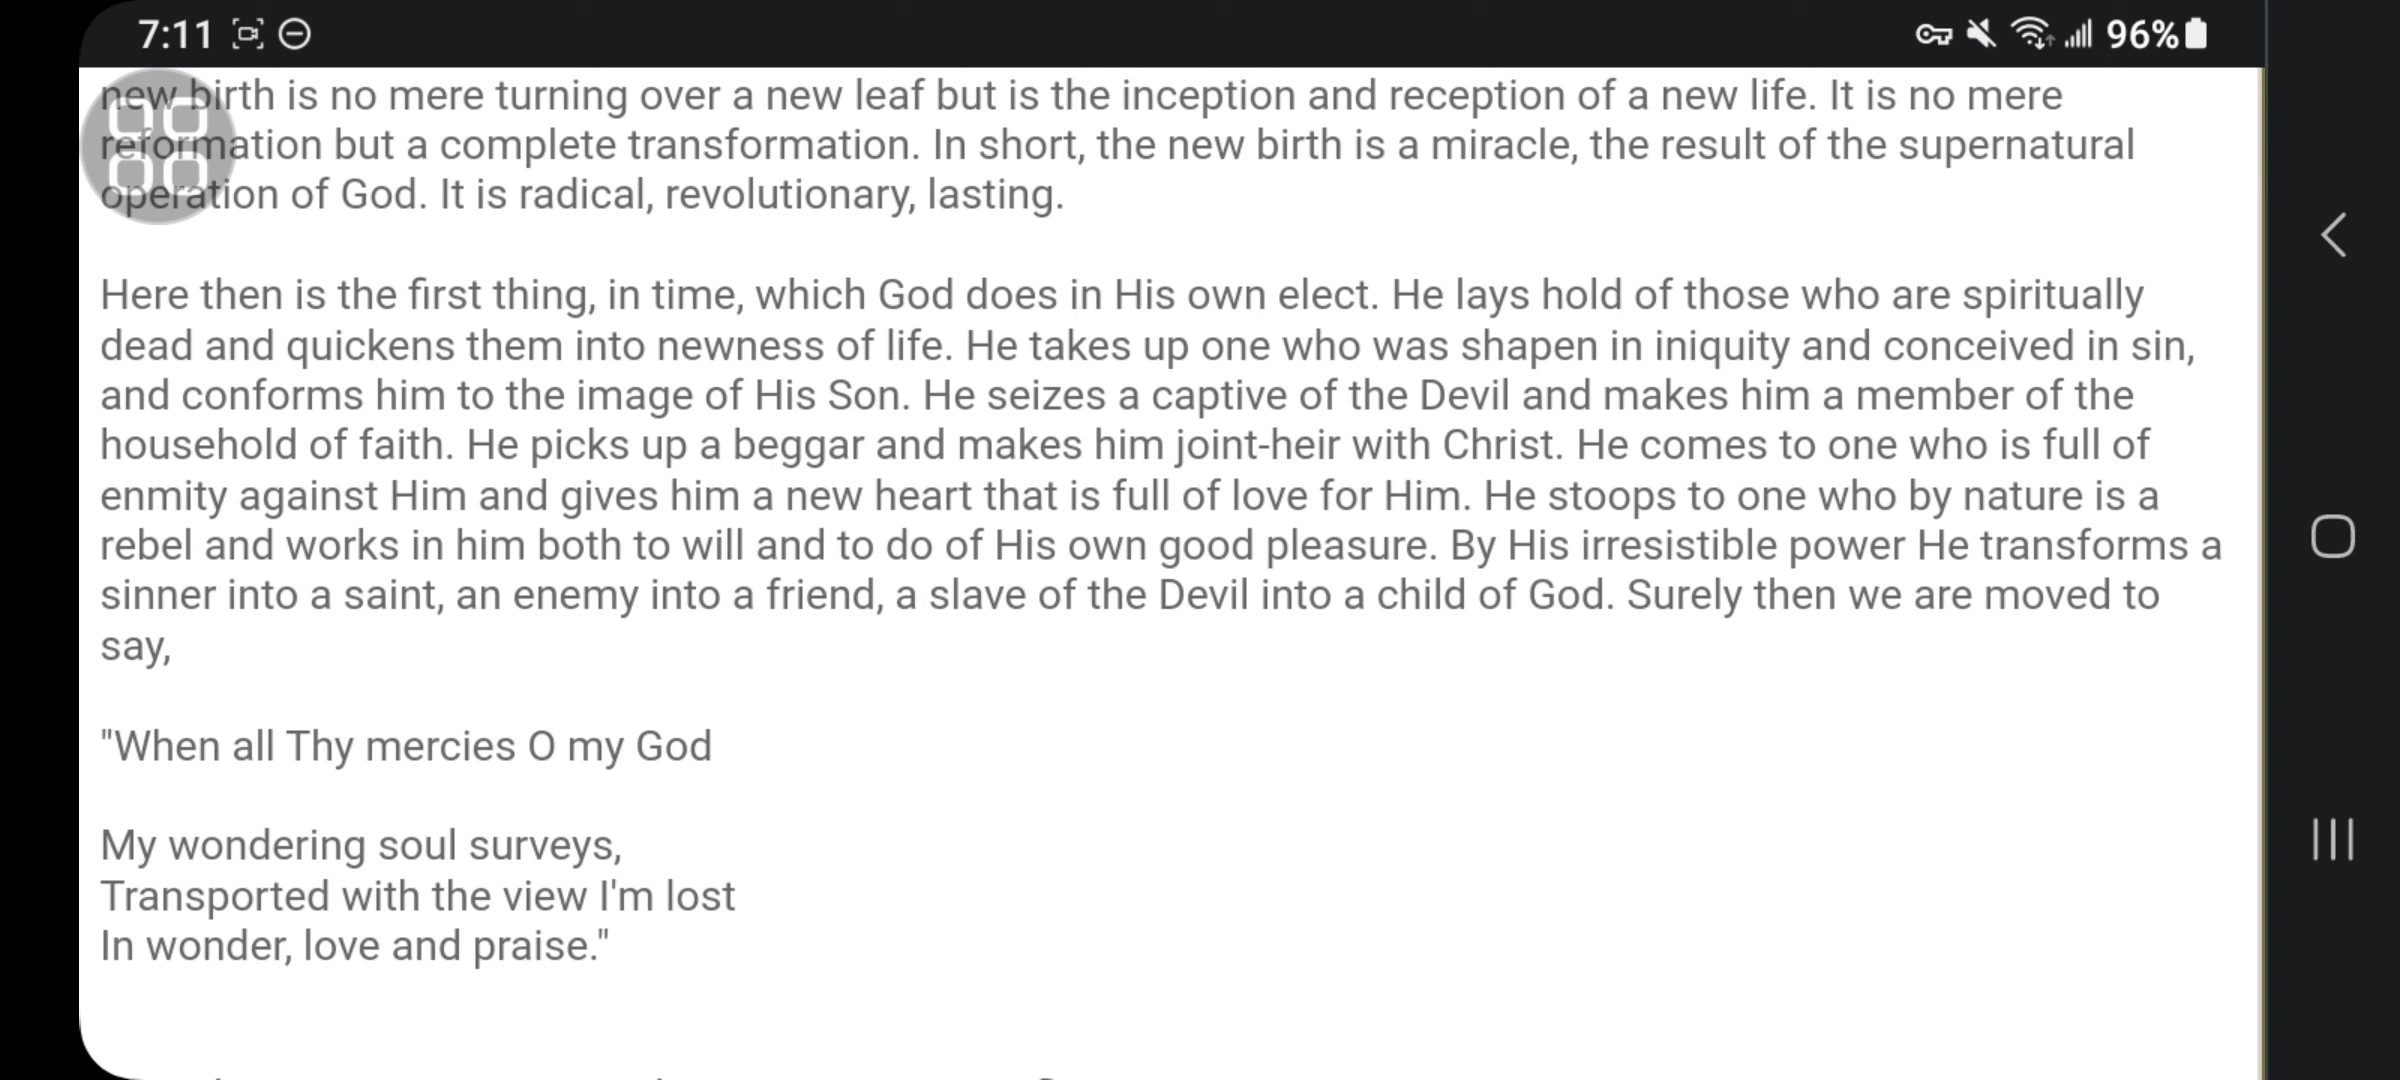 7:11 96%
new birth is no mere turning over a new leaf but is the inception and reception of a new life. It is no mere
reformation but a complete transformation. In short, the new birth is a miracle, the result of the supernatural
operation of God. It is radical, revolutionary, lasting.
Here then is the first thing, in time, which God does in His own elect. He lays hold of those who are spiritually
dead and quickens them into newness of life. He takes up one who was shapen in iniquity and conceived in sin,
and conforms him to the image of His Son. He seizes a captive of the Devil and makes him a member of the
household of faith. He picks up a beggar and makes him joint-heir with Christ. He comes to one who is full of
enmity against Him and gives him a new heart that is full of love for Him. He stoops to one who by nature is a
rebel and works in him both to will and to do of His own good pleasure. By His irresistible power He transforms a
sinner into a saint, an enemy into a friend, a slave of the Devil into a child of God. Surely then we are moved to
say,
"When all Thy mercies O my God
My wondering soul surveys,
Transported with the view I'm lost
In wonder, love and praise."